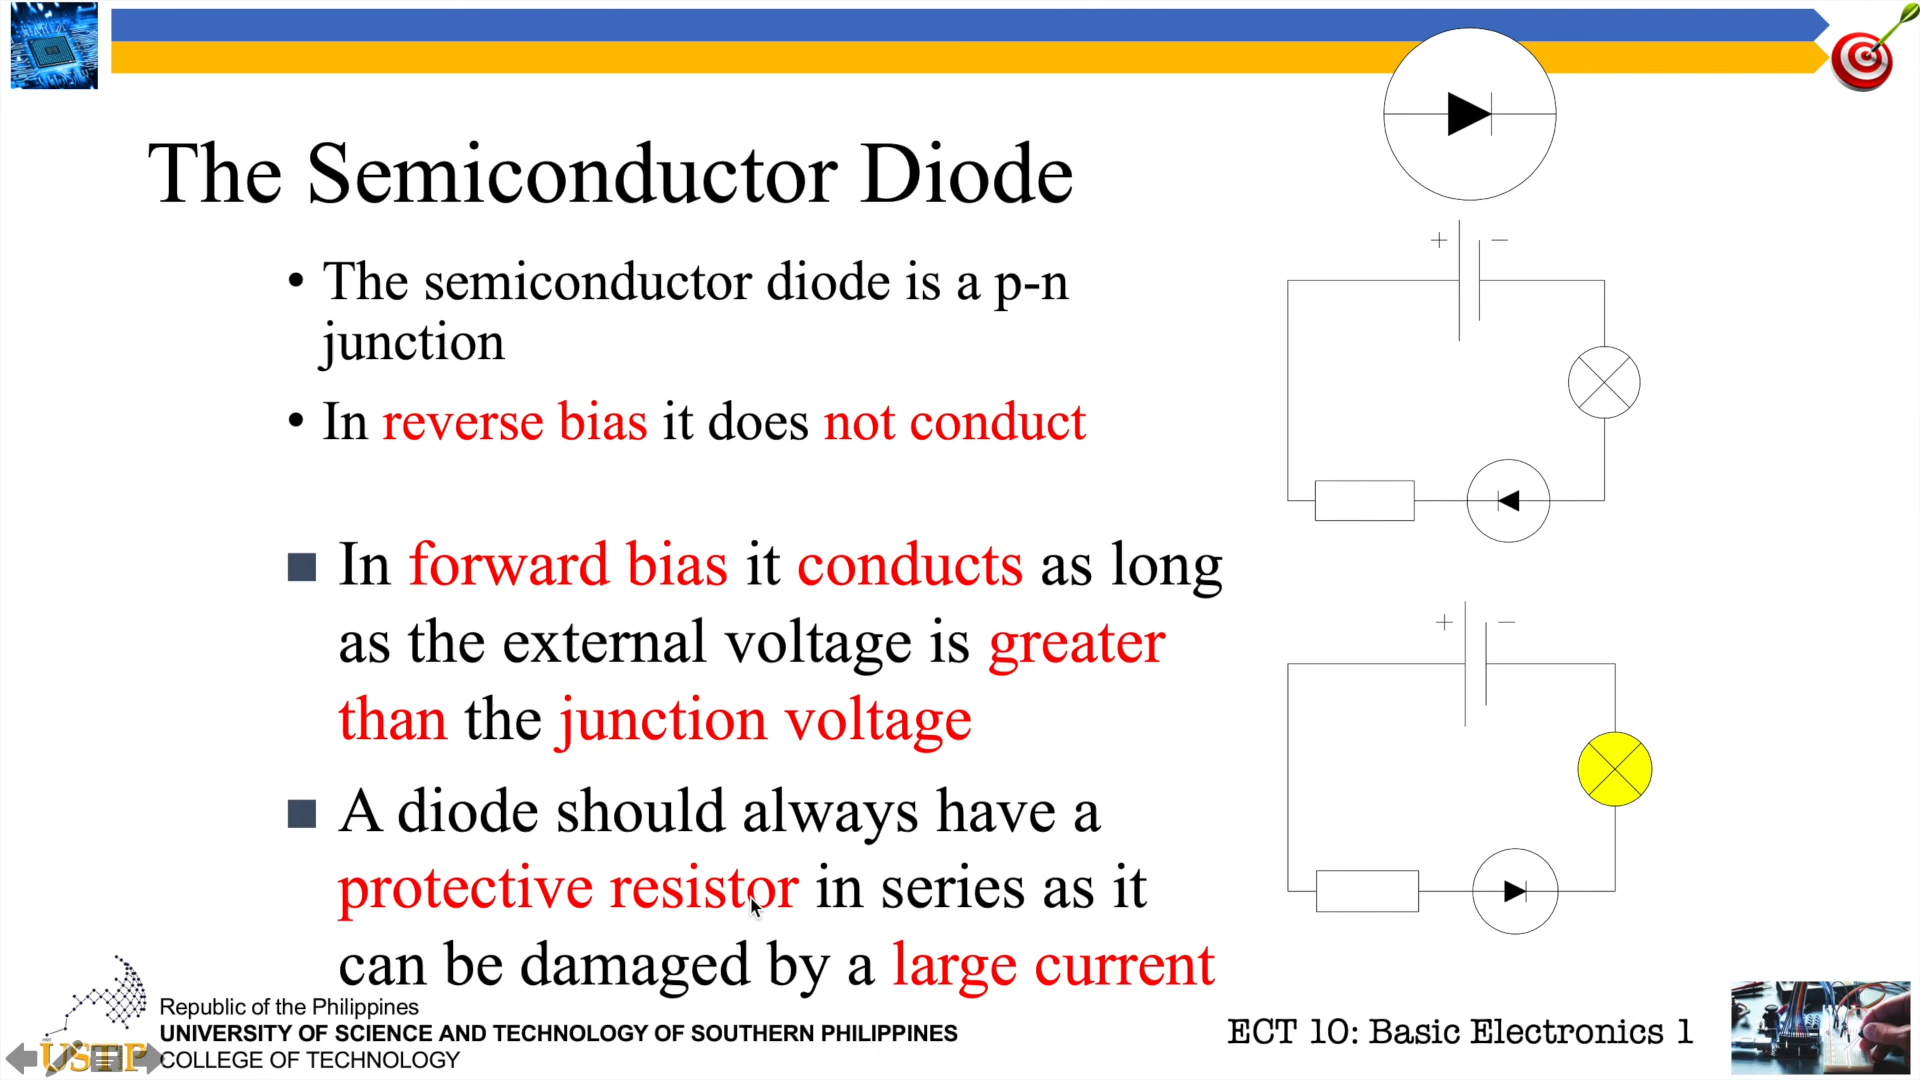 The Semiconductor Diode
• The semiconductor diode is a p-n
junction
• In reverse bias it does not conduct
■ In forward bias it conducts as long
as the external voltage is greater
than the junction voltage
■ A diode should always have a
protective resistor in series as it
can be damaged by a large current
+ −
+ −
Republic of the Philippines
UNIVERSITY OF SCIENCE AND TECHNOLOGY OF SOUTHERN PHILIPPINES
COLLEGE OF TECHNOLOGY
USTP
ECT 10: Basic Electronics 1